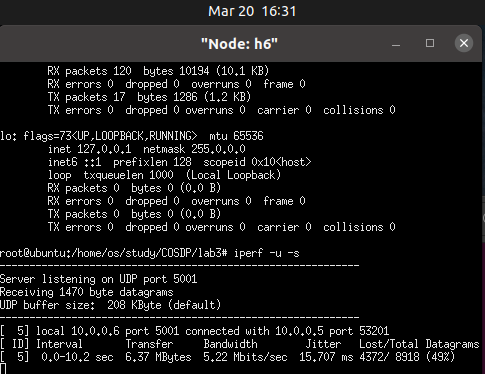 Mar 20 16:31
"Node: h6"
RX packets 120  bytes 10194 (10.1 KB)
RX errors 0  dropped 0  overruns 0  frame 0
TX packets 17  bytes 1286 (1.2 KB)
TX errors 0  dropped 0 overruns 0  carrier 0  collisions 0
lo: flags=73<UP,LOOPBACK,RUNNING>  mtu 65536
inet 127.0.0.1  netmask 255.0.0.0
inet6 ::1  prefixlen 128  scopeid 0x10<host>
loop  txqueuelen 1000  (Local Loopback)
RX packets 0  bytes 0 (0.0 B)
RX errors 0  dropped 0  overruns 0  frame 0
TX packets 0  bytes 0 (0.0 B)
TX errors 0  dropped 0 overruns 0  carrier 0  collisions 0
root@ubuntu:/home/os/study/COSDP/lab3# iperf -u -s
------------------------------------------------------------
Server listening on UDP port 5001
Receiving 1470 byte datagrams
UDP buffer size:  208 KByte (default)
------------------------------------------------------------
[  5] local 10.0.0.6 port 5001 connected with 10.0.0.5 port 53201
[ ID] Interval       Transfer     Bandwidth        Jitter   Lost/Total Datagrams
[  5]  0.0-10.2 sec  6.37 MBytes  5.22 Mbits/sec  15.707 ms 4372/ 8918 (49%)